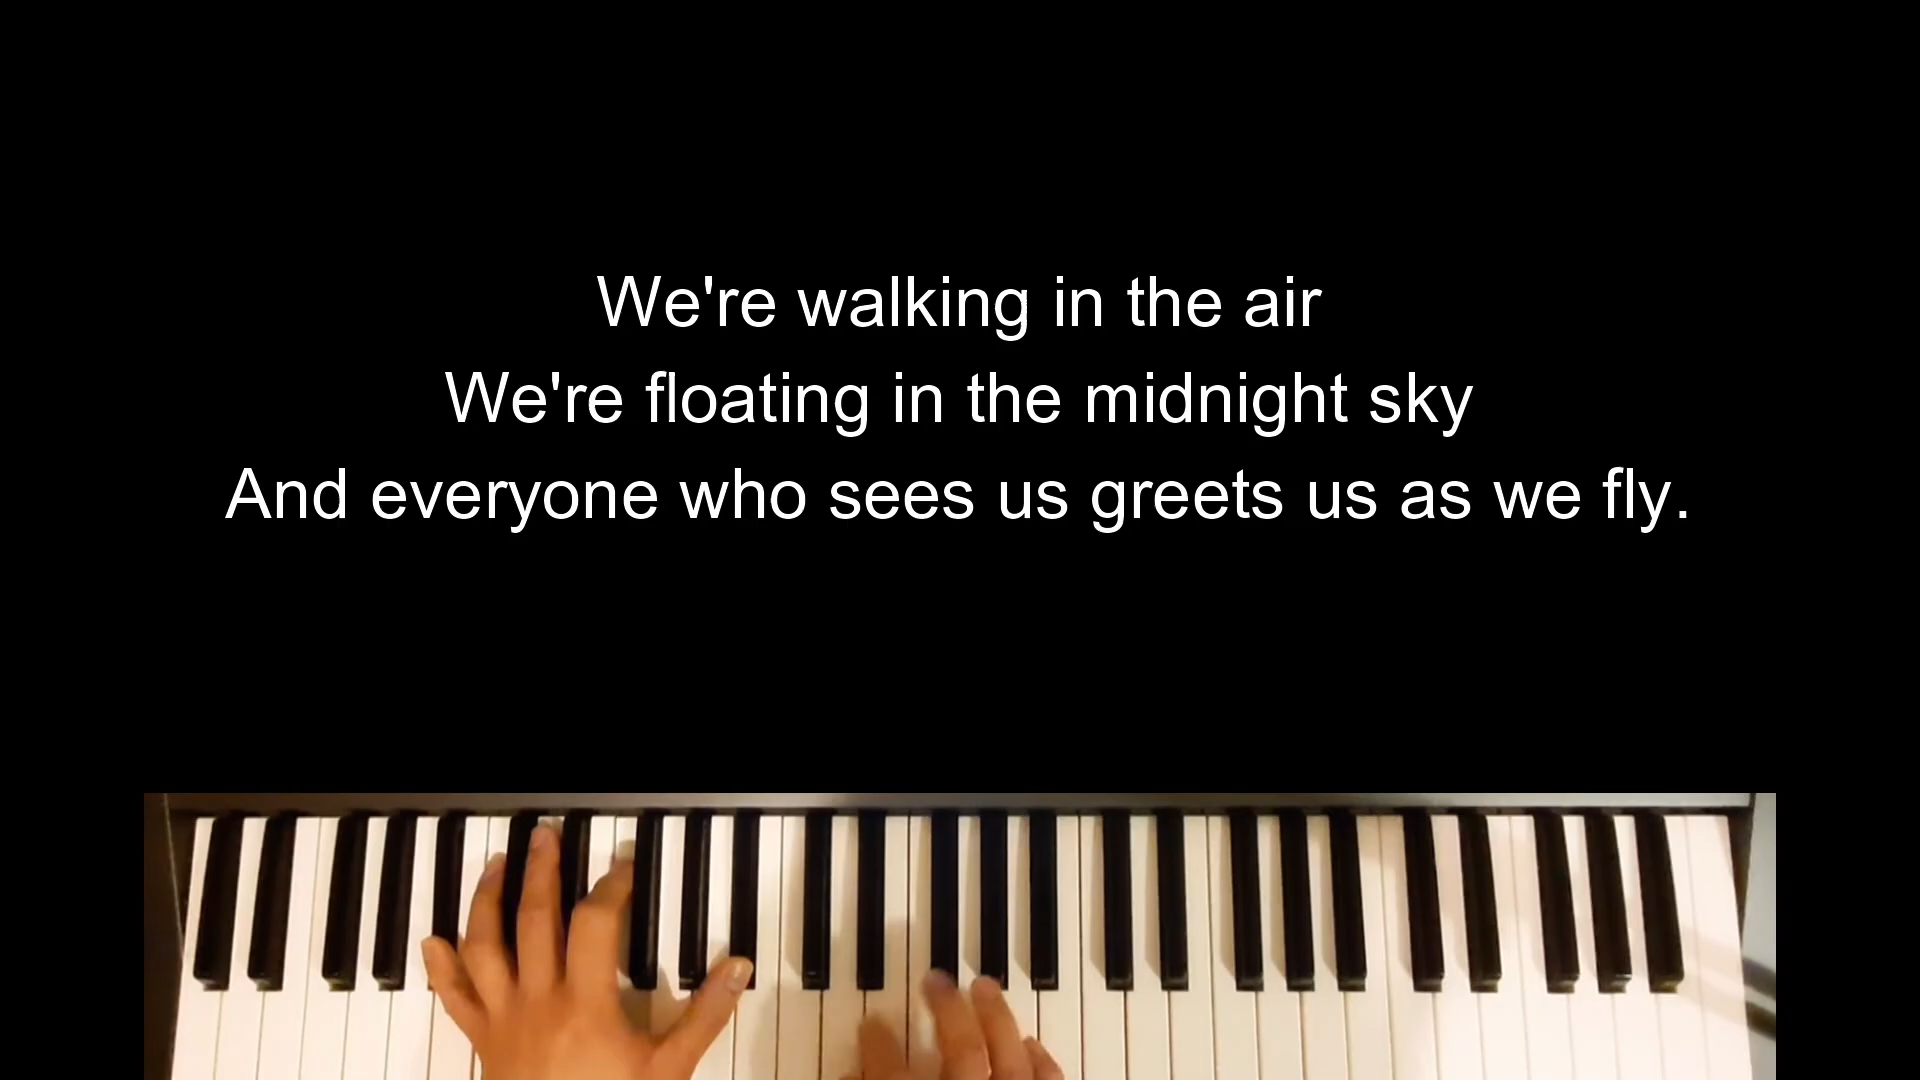 We're walking in the air
We're floating in the midnight sky
And everyone who sees us greets us as we fly.